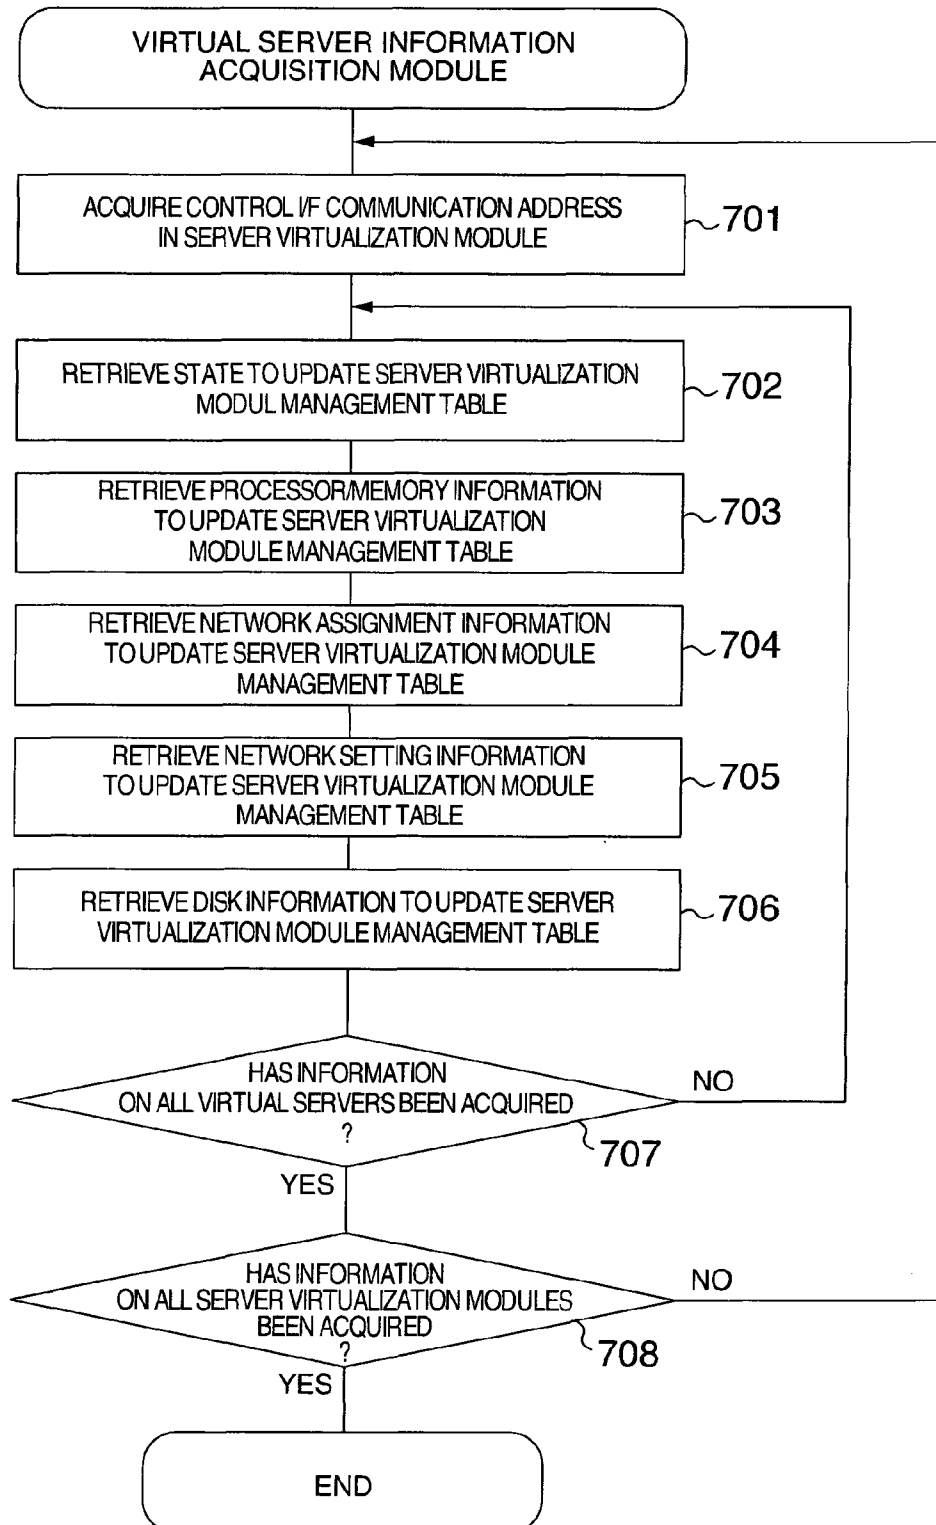 VIRTUAL SERVER INFORMATION
ACQUISITION MODULE
ACQUIRE CONTROL I/F COMMUNICATION ADDRESS
IN SERVER VIRTUALIZATION MODULE
701
RETRIEVE STATE TO UPDATE SERVER VIRTUALIZATION
MODUL MANAGEMENT TABLE
702
RETRIEVE PROCESSOR/MEMORY INFORMATION
TO UPDATE SERVER VIRTUALIZATION
MODULE MANAGEMENT TABLE
703
RETRIEVE NETWORK ASSIGNMENT INFORMATION
TO UPDATE SERVER VIRTUALIZATION MODULE
MANAGEMENT TABLE
704
RETRIEVE NETWORK SETTING INFORMATION
TO UPDATE SERVER VIRTUALIZATION MODULE
MANAGEMENT TABLE
705
RETRIEVE DISK INFORMATION TO UPDATE SERVER
VIRTUALIZATION MODULE MANAGEMENT TABLE
706
HAS INFORMATION
ON ALL VIRTUAL SERVERS BEEN ACQUIRED
?
NO
707
YES
HAS INFORMATION
ON ALL SERVER VIRTUALIZATION MODULES
BEEN ACQUIRED
?
NO
708
YES
END